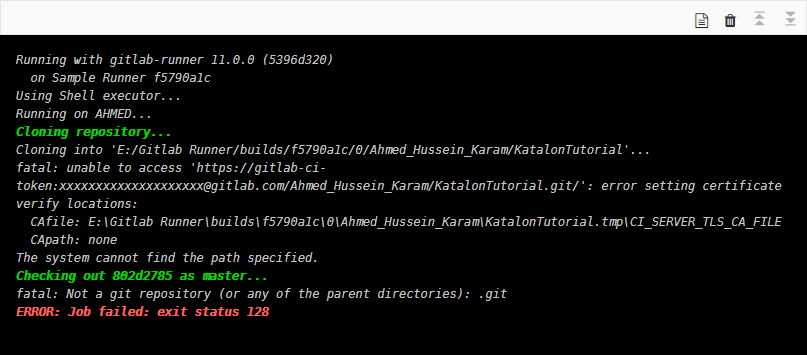 Running with gitlab-runner 11.0.0 (5396d320)
  on Sample Runner f5790a1c
Using Shell executor...
Running on AHMED...
Cloning repository...
Cloning into 'E:/Gitlab Runner/builds/f5790a1c/0/Ahmed_Hussein_Karam/KatalonTutorial'...
fatal: unable to access 'https://gitlab-ci-
token:xxxxxxxxxxxxxxxxxxxx@gitlab.com/Ahmed_Hussein_Karam/KatalonTutorial.git/': error setting certificate
verify locations:
  CAfile: E:\Gitlab Runner\builds\f5790a1c\0\Ahmed_Hussein_Karam\KatalonTutorial.tmp\CI_SERVER_TLS_CA_FILE
  CApath: none
The system cannot find the path specified.
Checking out 802d2785 as master...
fatal: Not a git repository (or any of the parent directories): .git
ERROR: Job failed: exit status 128